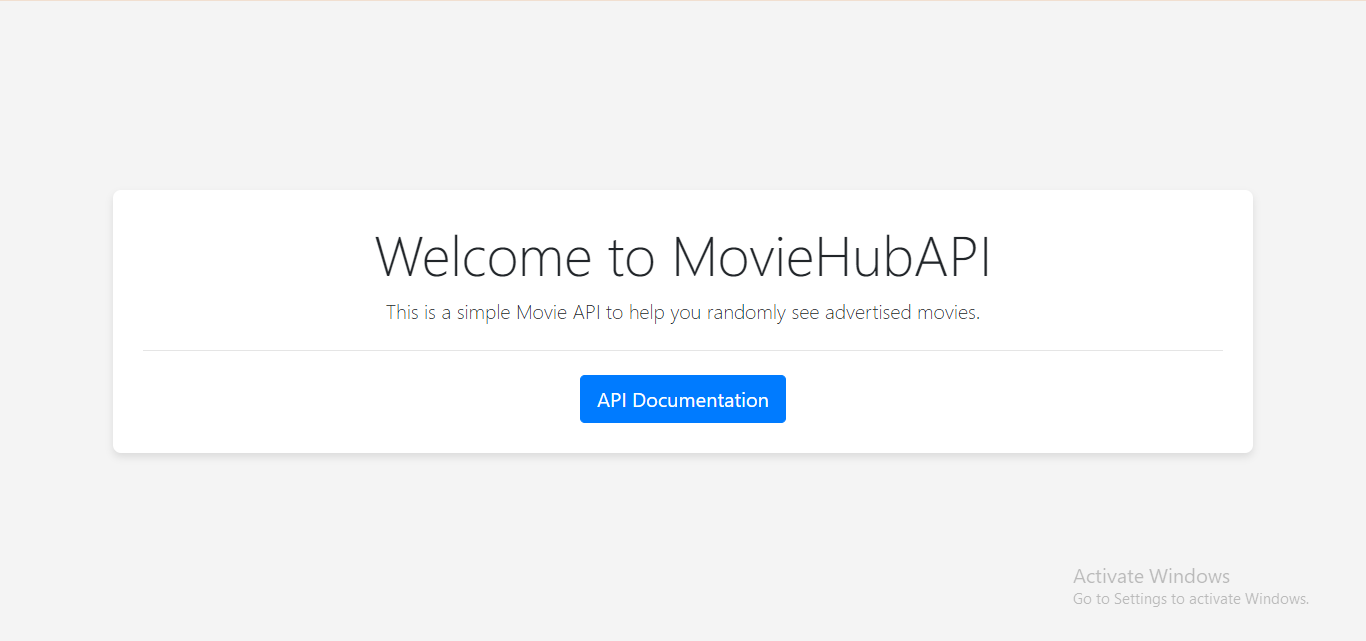 Welcome to MovieHubAPI
This is a simple Movie API to help you randomly see advertised movies.
API Documentation
Activate Windows
Go to Settings to activate Windows.